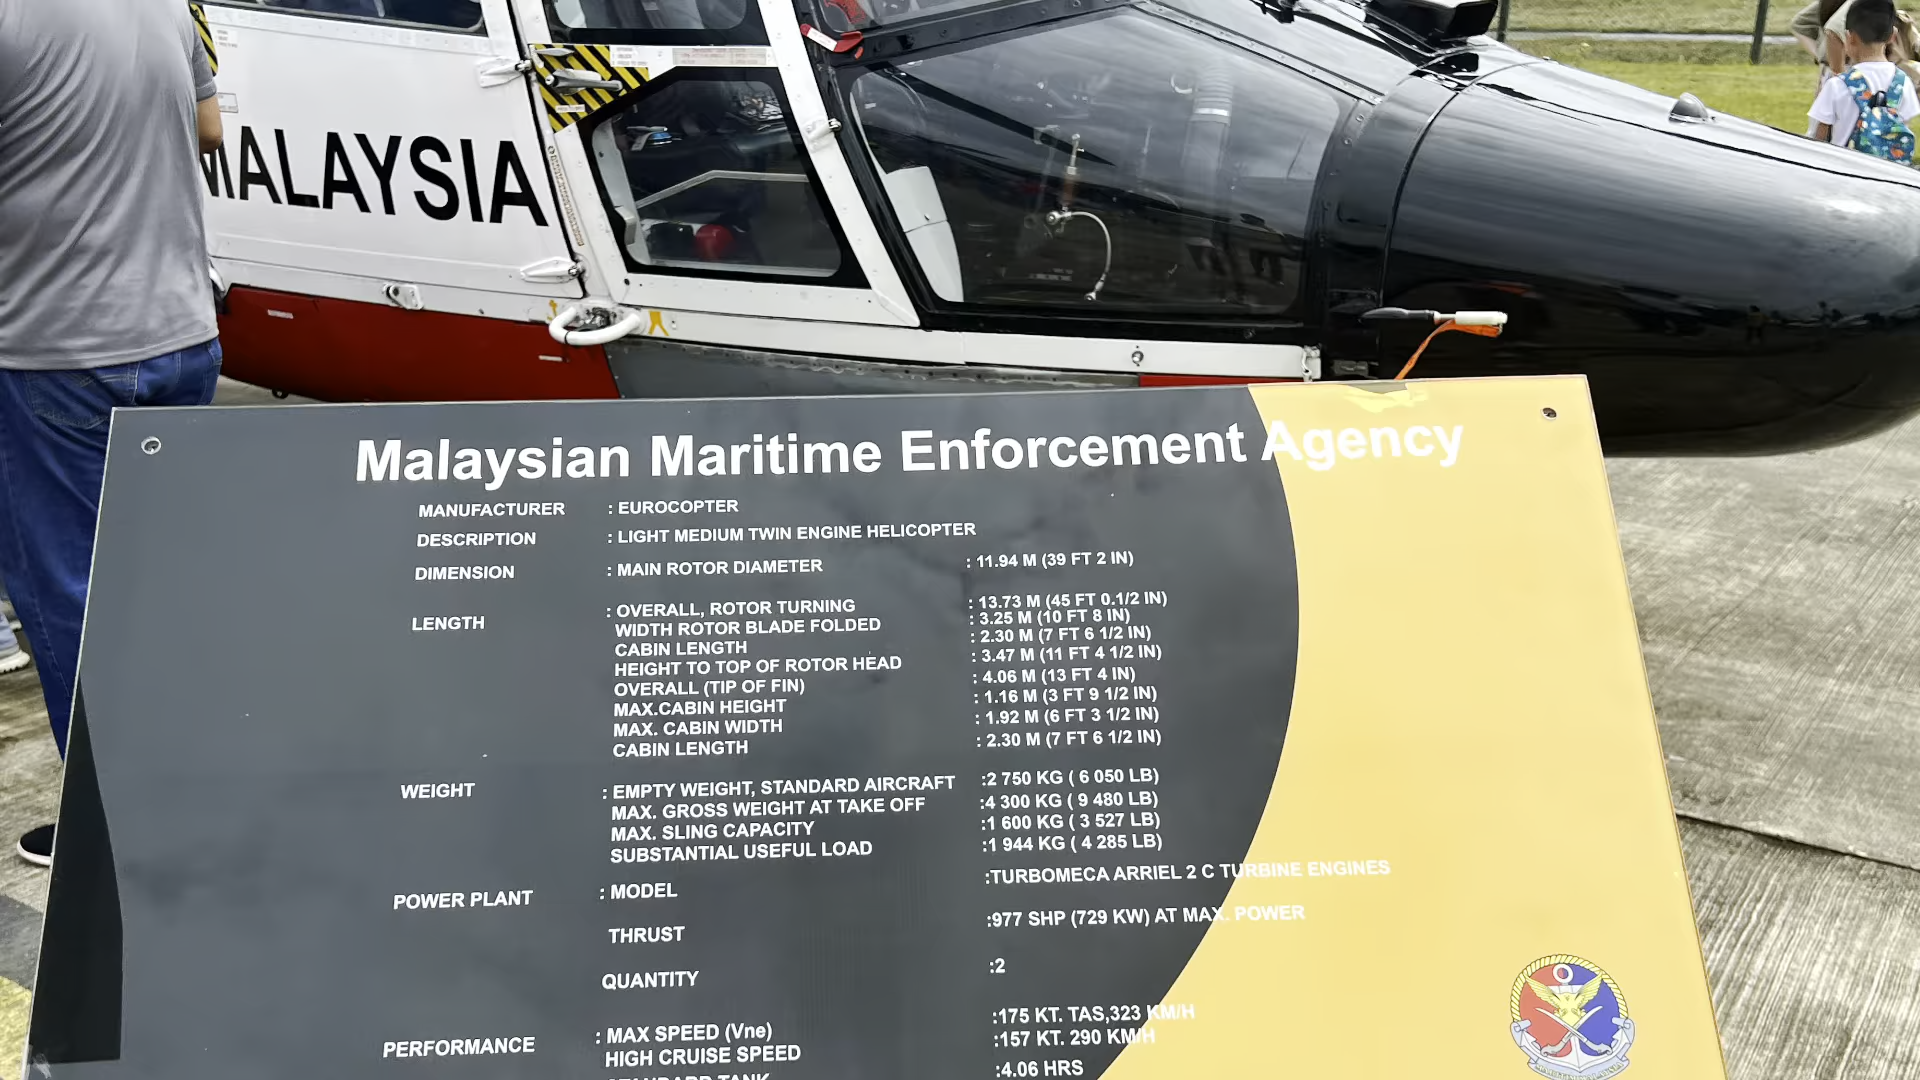 MALAYSIA
Malaysian Maritime Enforcement Agency
MANUFACTURER : EUROCOPTER
DESCRIPTION : LIGHT MEDIUM TWIN ENGINE HELICOPTER
DIMENSION : MAIN ROTOR DIAMETER : 11.94 M (39 FT 2 IN)
LENGTH : OVERALL, ROTOR TURNING : 13.73 M (45 FT 0.1/2 IN)
WIDTH ROTOR BLADE FOLDED : 3.25 M (10 FT 8 IN)
CABIN LENGTH : 2.30 M (7 FT 6 1/2 IN)
HEIGHT TO TOP OF ROTOR HEAD : 3.47 M (11 FT 4 1/2 IN)
OVERALL (TIP OF FIN) : 4.06 M (13 FT 4 IN)
MAX.CABIN HEIGHT : 1.16 M (3 FT 9 1/2 IN)
MAX. CABIN WIDTH : 1.92 M (6 FT 3 1/2 IN)
CABIN LENGTH : 2.30 M (7 FT 6 1/2 IN)
WEIGHT : EMPTY WEIGHT, STANDARD AIRCRAFT :2 750 KG ( 6 050 LB)
MAX. GROSS WEIGHT AT TAKE OFF :4 300 KG ( 9 480 LB)
MAX. SLING CAPACITY :1 600 KG ( 3 527 LB)
SUBSTANTIAL USEFUL LOAD :1 944 KG ( 4 285 LB)
POWER PLANT : MODEL :TURBOMECA ARRIEL 2 C TURBINE ENGINES
THRUST :977 SHP (729 KW) AT MAX. POWER
QUANTITY :2
PERFORMANCE : MAX SPEED (Vne) :175 KT. TAS,323 KM/H
HIGH CRUISE SPEED :157 KT. 290 KM/H
STANDARD TANK :4.06 HRS